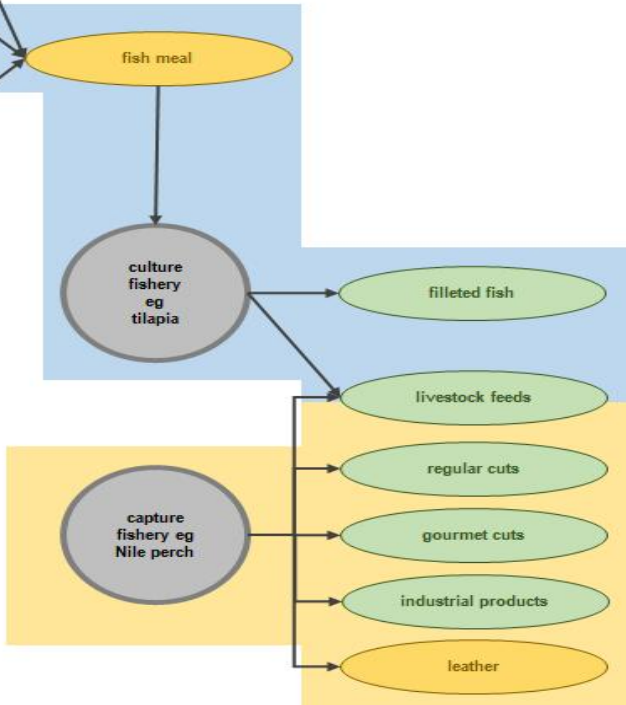 fish meal
culture
fishery
eg
tilapia
filleted fish
livestock feeds
regular cuts
capture
fishery eg
Nile perch
gourmet cuts
industrial products
leather